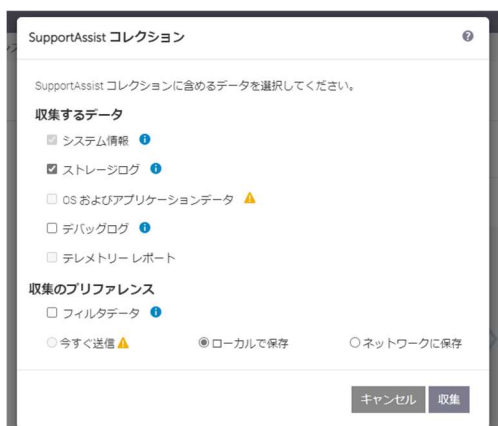 SupportAssist コレクション
SupportAssist コレクションに含めるデータを選択してください。
収集するデータ
システム情報
ストレージログ
OS およびアプリケーションデータ
デバッグログ
テレメトリー レポート
収集のプリファレンス
フィルタデータ
今すぐ送信 ローカルで保存 ネットワークに保存
キャンセル 収集